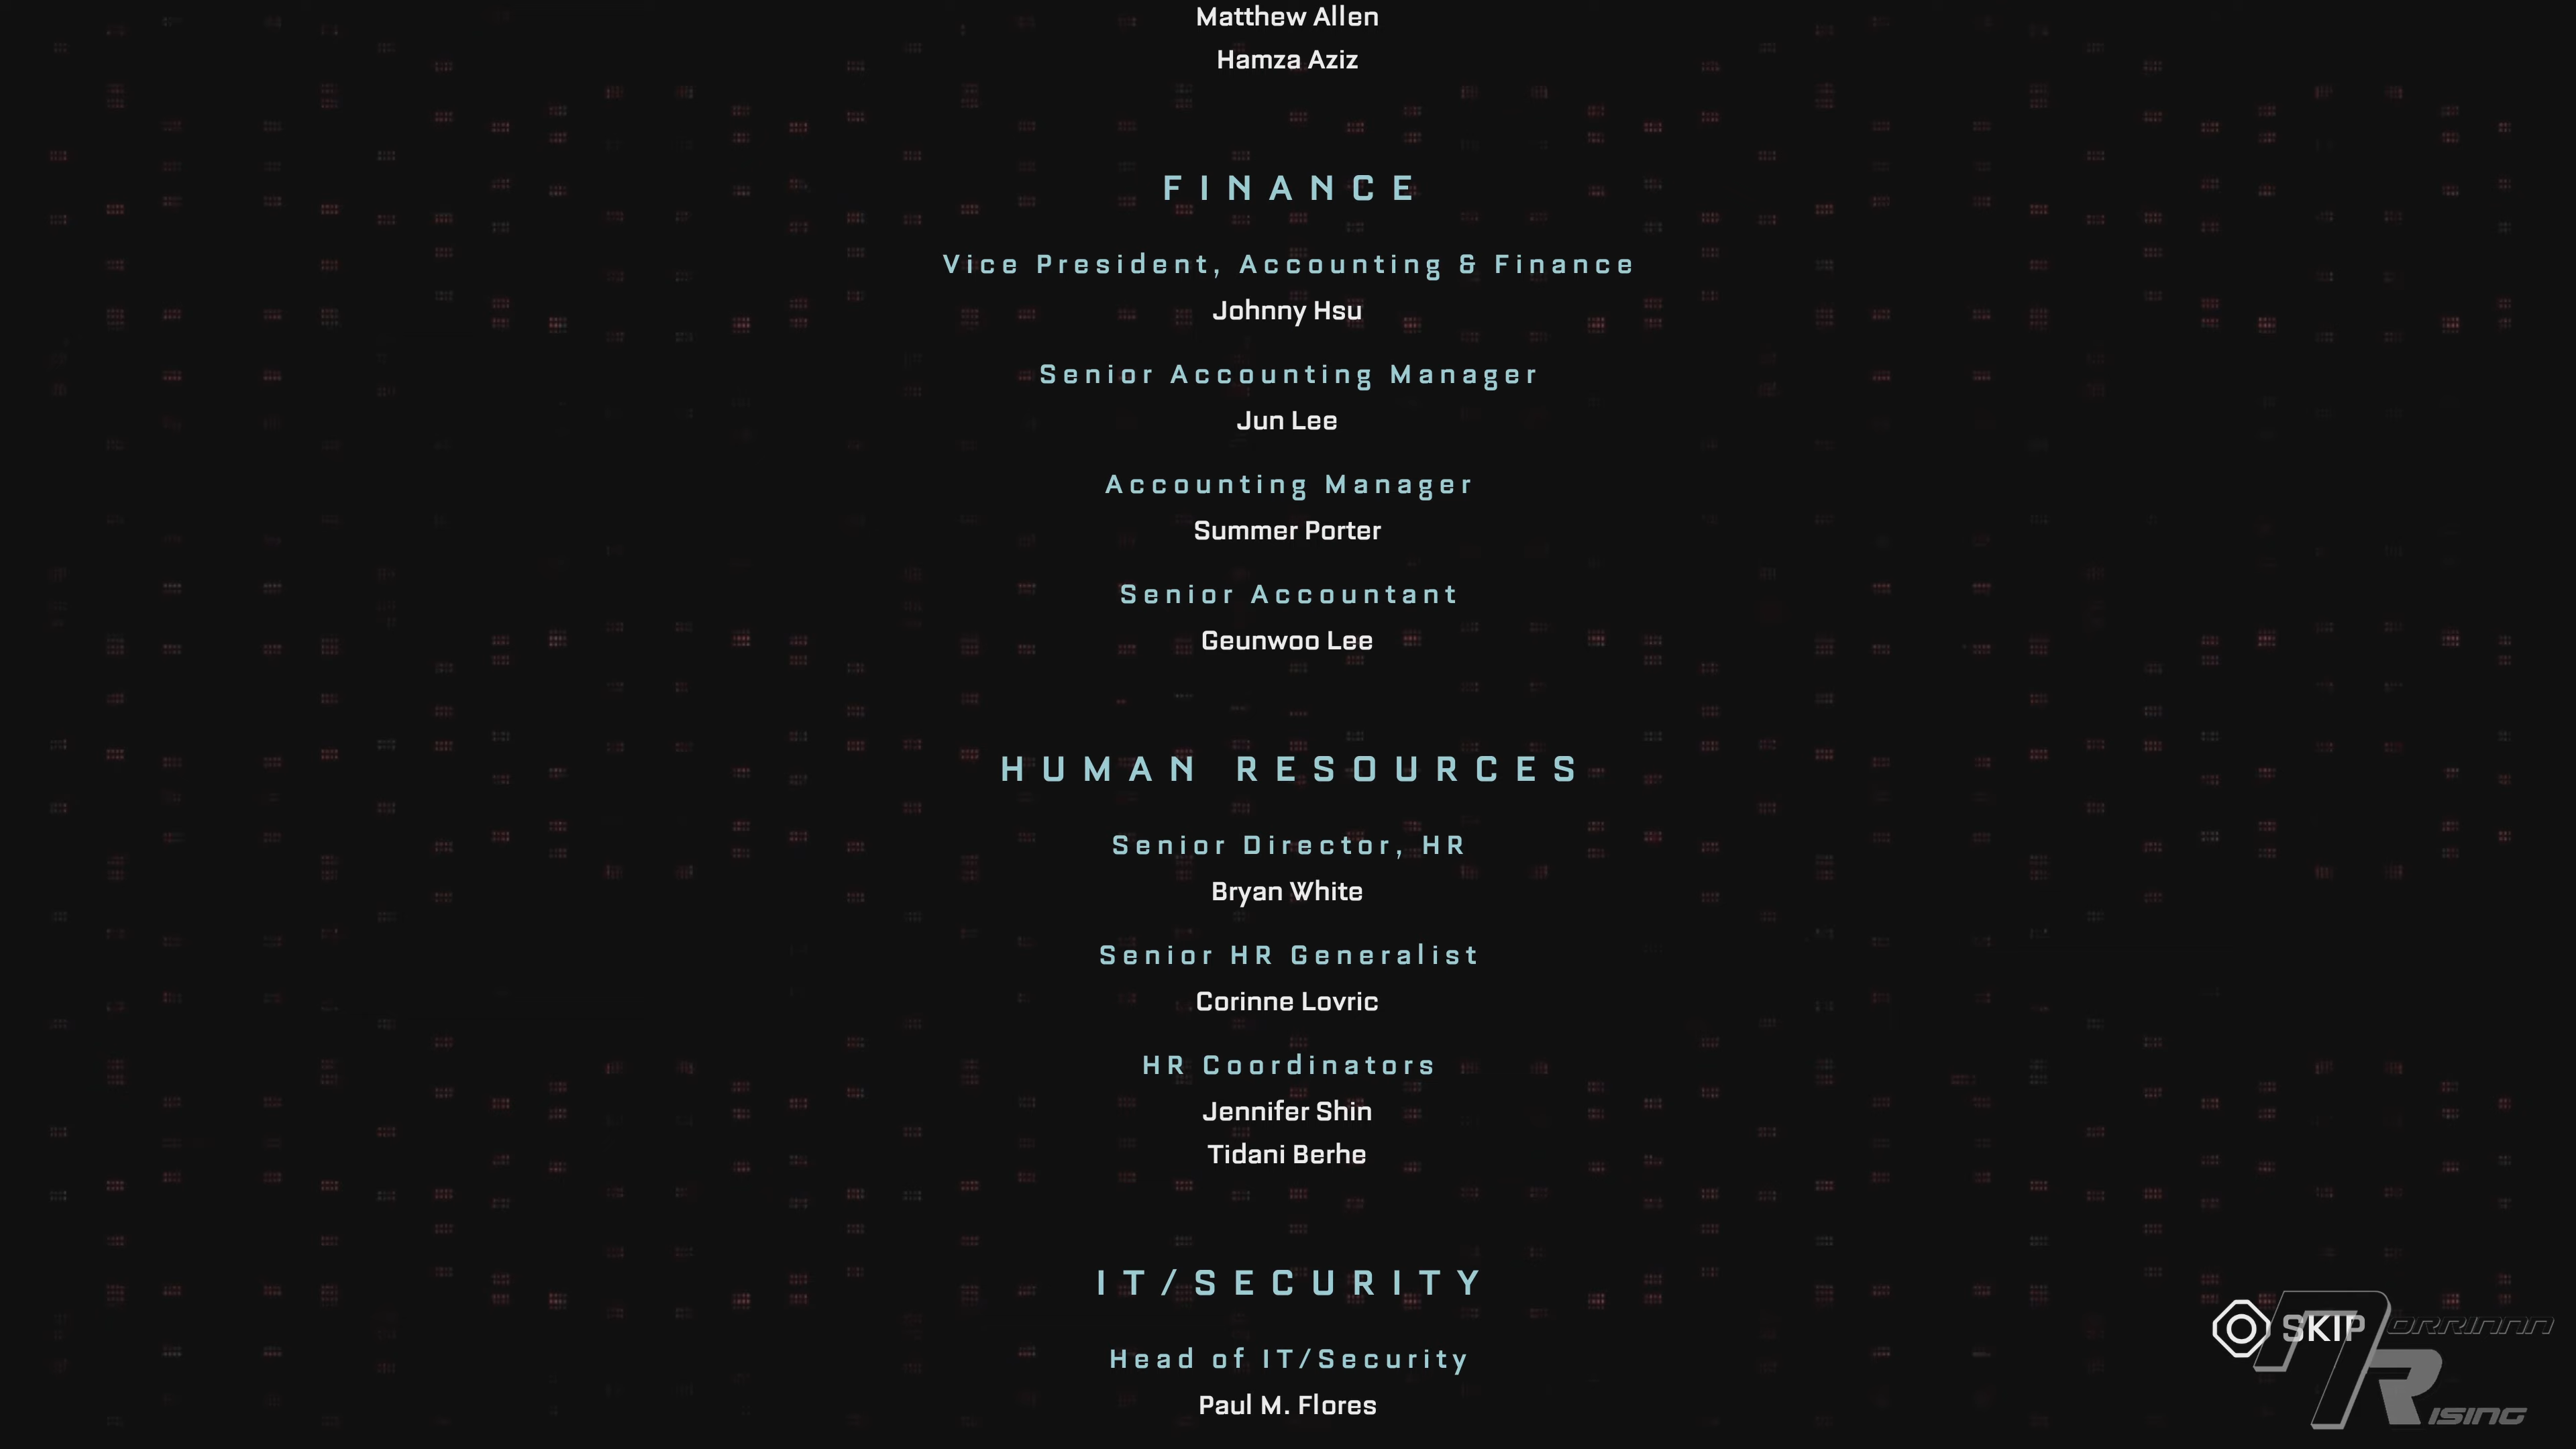 Matthew Allen
Hamza Aziz
FINANCE
Vice President, Accounting & Finance
Johnny Hsu
Senior Accounting Manager
Jun Lee
Accounting Manager
Summer Porter
Senior Accountant
Geunwoo Lee
HUMAN RESOURCES
Senior Director, HR
Bryan White
Senior HR Generalist
Corinne Lovric
HR Coordinators
Jennifer Shin
Tidani Berhe
IT/SECURITY
Head of IT/Security
Paul M. Flores
SKIP
Rising